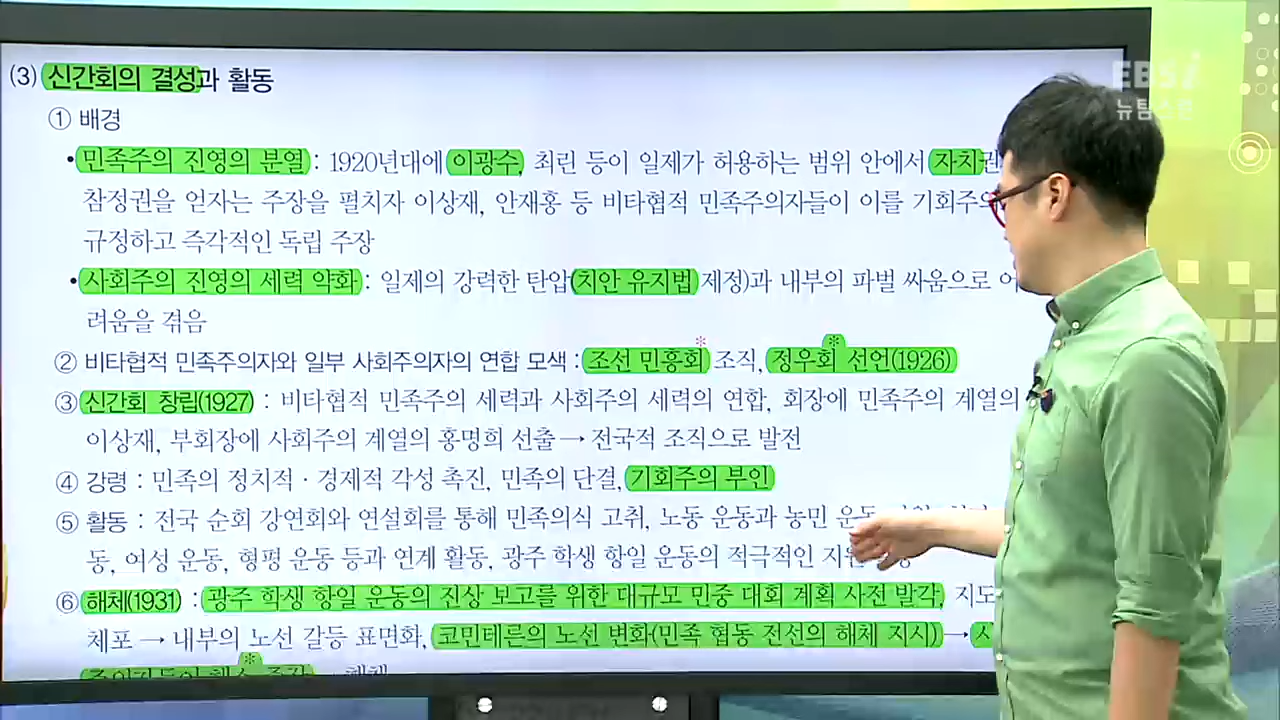 (3) 신간회의 결성과 활동
① 배경
• 민족주의 진영의 분열 : 1920년대에 이광수, 최린 등이 일제가 허용하는 범위 안에서 자치권
참정권을 얻자는 주장을 펼치자 이상재, 안재홍 등 비타협적 민족주의자들이 이를 기회주의
규정하고 즉각적인 독립 주장
• 사회주의 진영의 세력 약화 : 일제의 강력한 탄압(치안 유지법 제정)과 내부의 파벌 싸움으로 어
려움을 겪음
② 비타협적 민족주의자와 일부 사회주의자의 연합 모색 : 조선 민흥회* 조직, 정우회* 선언(1926)
③ 신간회 창립(1927) : 비타협적 민족주의 세력과 사회주의 세력의 연합, 회장에 민족주의 계열의
이상재, 부회장에 사회주의 계열의 홍명희 선출 → 전국적 조직으로 발전
④ 강령 : 민족의 정치적 · 경제적 각성 촉진, 민족의 단결, 기회주의 부인
⑤ 활동 : 전국 순회 강연회와 연설회를 통해 민족의식 고취, 노동 운동과 농민 운동
동, 여성 운동, 형평 운동 등과 연계 활동, 광주 학생 항일 운동의 적극적인 지원
⑥ 해체(1931) : 광주 학생 항일 운동의 진상 보고를 위한 대규모 민중 대회 계획 사전 발각, 지도
체포 → 내부의 노선 갈등 표면화, 코민테른의 노선 변화(민족 협동 전선의 해체 지시) → 사
EBSi
뉴탐스런